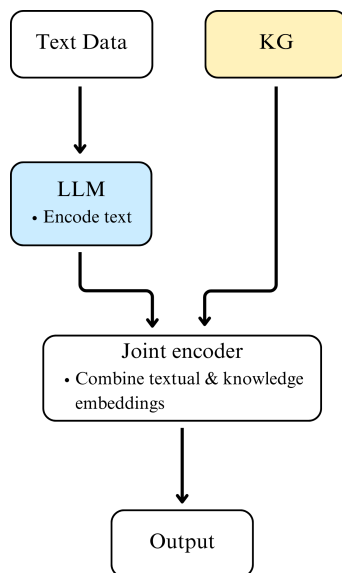 Text Data
KG
LLM
• Encode text
Joint encoder
• Combine textual & knowledge
embeddings
Output